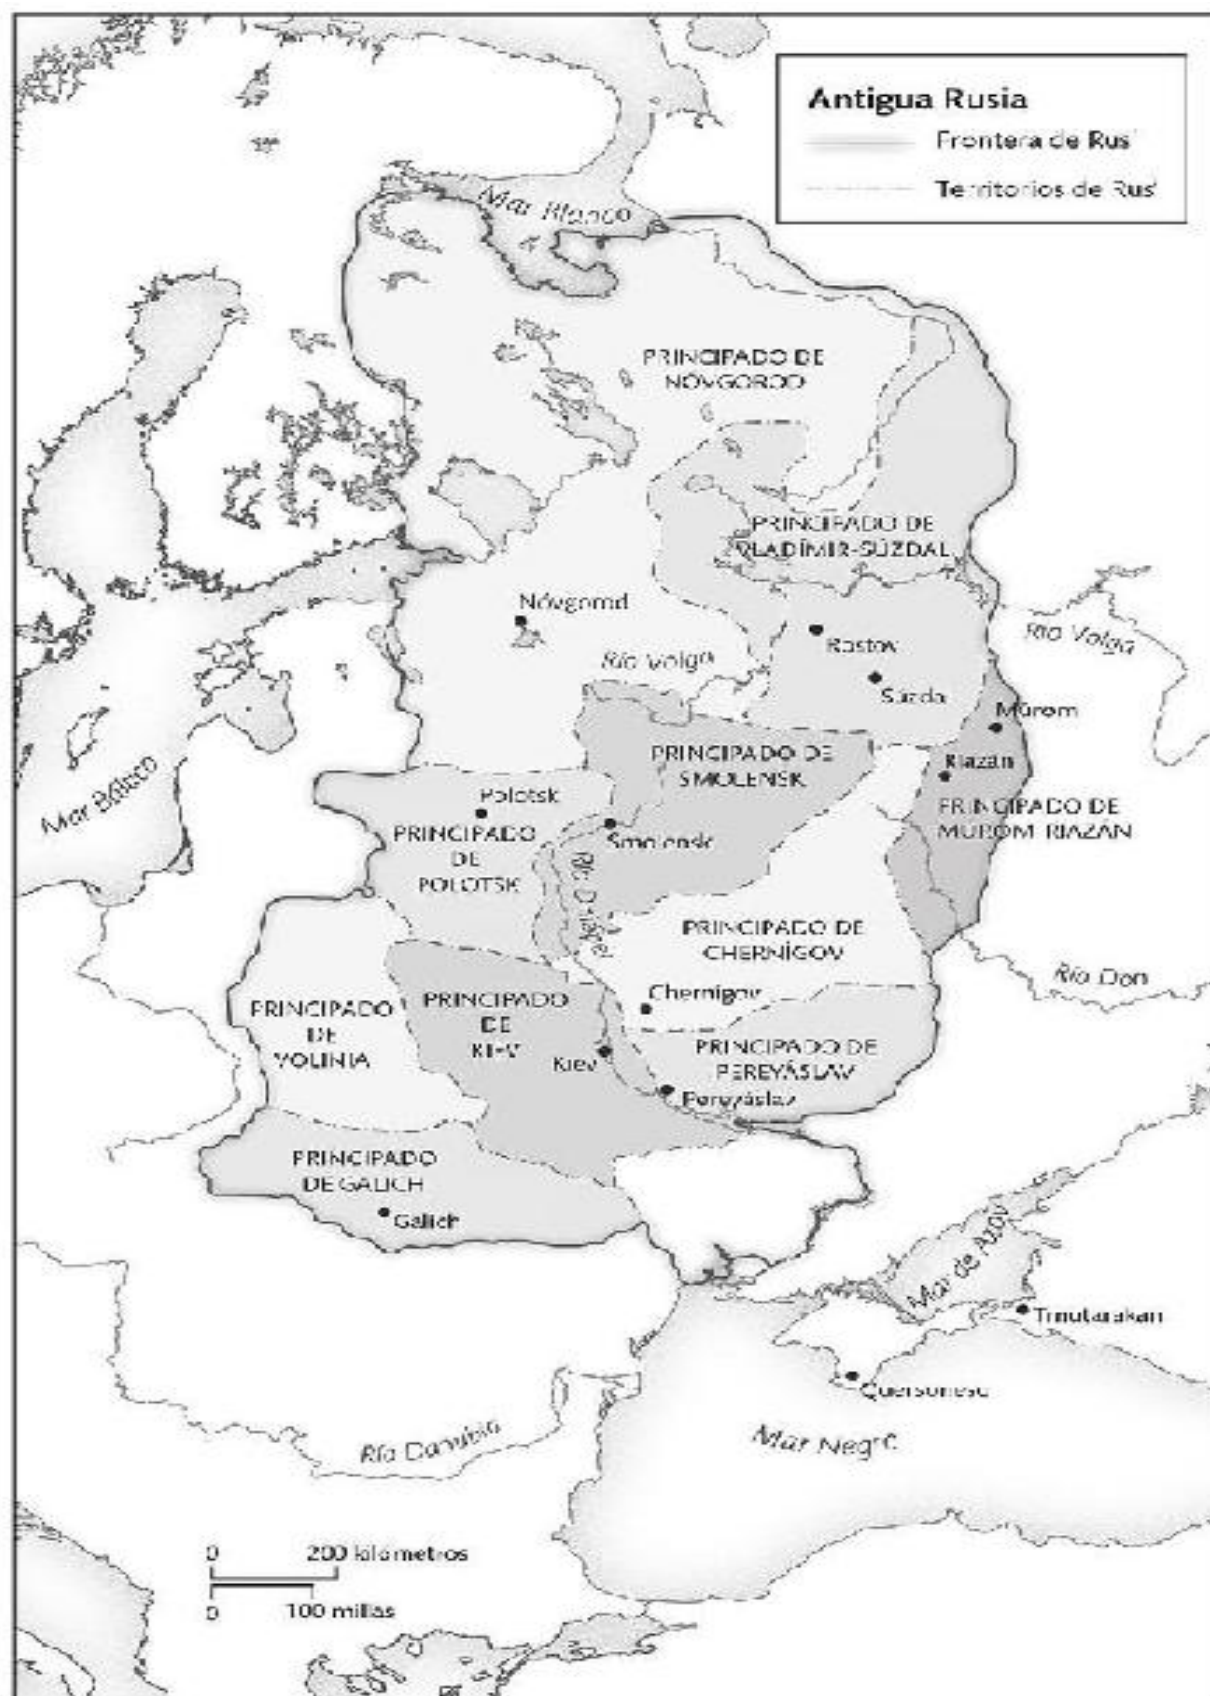 Antigua Rusia
Frontera de Rus'
Territorios de Rus'
Mar Blanco
PRINCIPADO DE
NÓVGOROD
PRINCIPADO DE
VLADÍMIR-SÚZDAL
Nóvgorod
Río Volga
Río Volga
Rostov
Súzdal
Múrom
PRINCIPADO DE
SMOLENSK
Riazán
PRINCIPADO DE
MÚROM-RIAZÁN
Mar Báltico
Polotsk
PRINCIPADO
DE
POLOTSK
Smolensk
Río Dniéper
PRINCIPADO DE
CHERNÍGOV
Río Don
Chernígov
PRINCIPADO
DE
VOLINIA
PRINCIPADO
DE
KIEV
Kiev
PRINCIPADO DE
PEREYÁSLAV
Pereyáslav
PRINCIPADO
DE GALICH
Galich
Mar de Azov
Tmutarakan
Quersoneso
Mar Negro
Río Danubio
0 200 kilómetros
0 100 millas